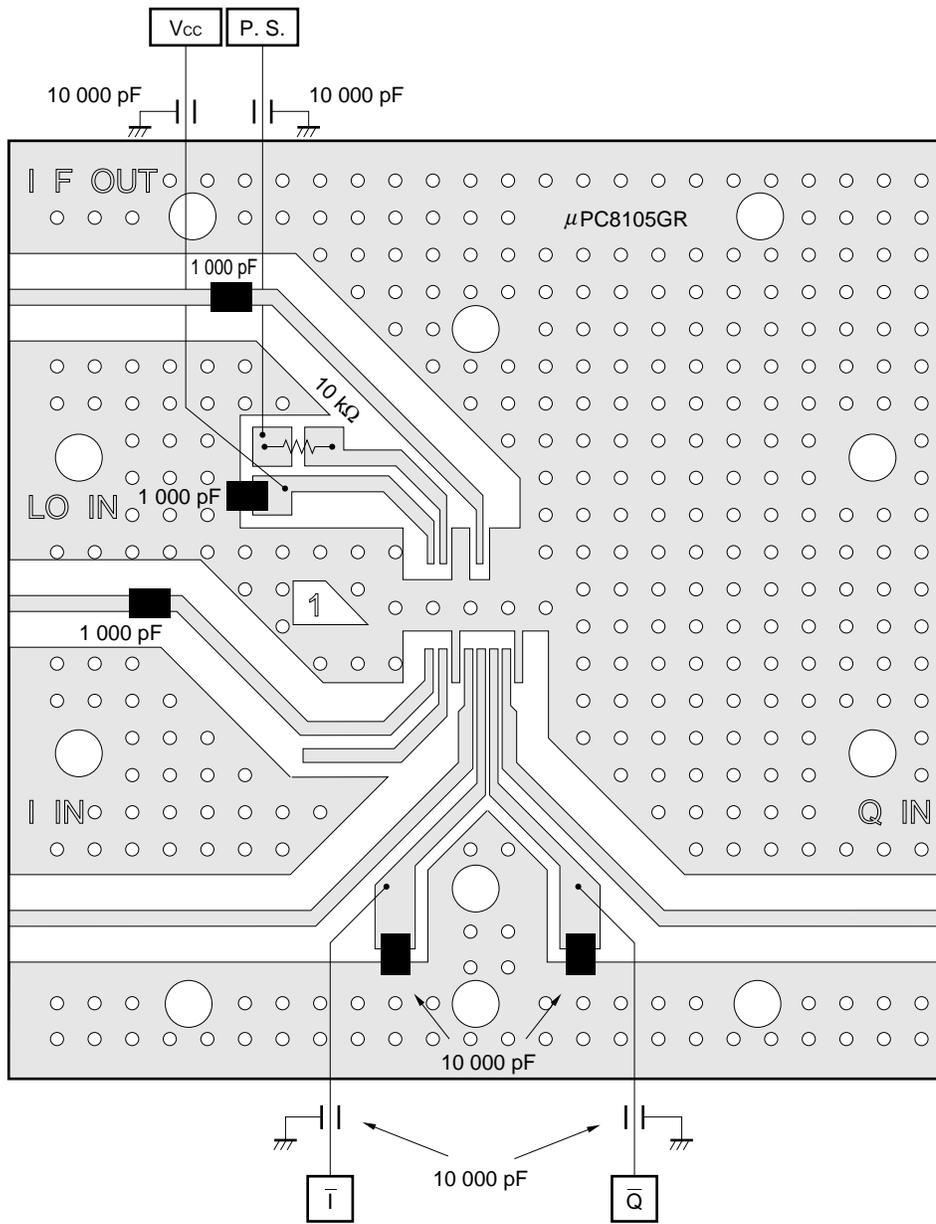 VCC
P. S.
10 000 pF
10 000 pF
I F OUT
μPC8105GR
1 000 pF
10 kΩ
1 000 pF
LO IN
1
1 000 pF
I IN
Q IN
10 000 pF
10 000 pF
I̅
Q̅